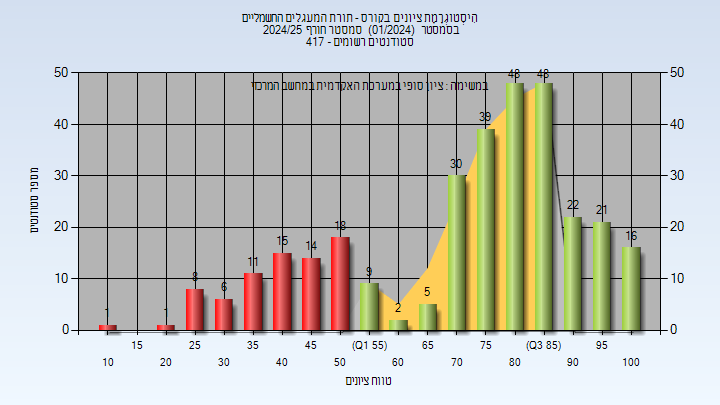 היסטוגרמת ציונים בקורס - תורת המעגלים החשמליים
בסמסטר (01/2024) סמסטר חורף 2024/25
סטודנטים רשומים - 417
במשימה : ציון סופי במערכת האקדמית במחשב המרכזי
מספר סטודנטים
50 50
40 40
30 30
20 20
10 10
0 0
1 1 8 6 11 15 14 18 9 2 5 30 39 48 48 22 21 16
15 25 35 45 (Q1 55) 65 75 (Q3 85) 95
10 20 30 40 50 60 70 80 90 100
טווח ציונים